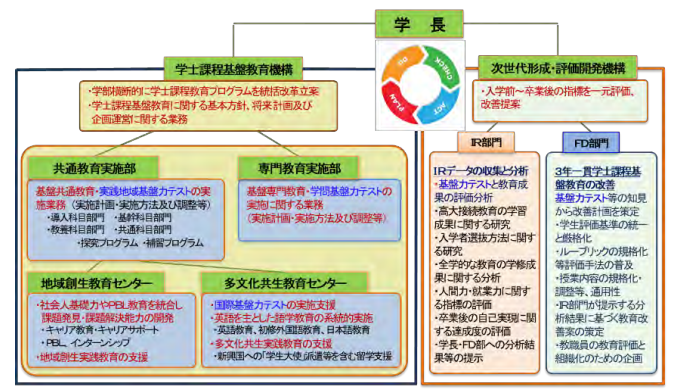 学　長
DO
CHECK
ACT
PLAN
学士課程基盤教育機構
・学部横断的に学士課程教育プログラムを統括改革立案
・学士課程基盤教育に関する基本方針、将来計画及び
企画運営に関する業務
共通教育実施部
基盤共通教育・実践地域基盤力テストの実
施業務（実施計画・実施方法及び調整等）
・導入科目部門　・基幹科目部門
・教養科目部門　・共通科目部門
・探究プログラム　・補習プログラム
専門教育実施部
基盤専門教育・学問基盤力テストの
実施に関する業務
（実施計画・実施方法及び調整等）
地域創生教育センター
・社会人基礎力やPBL教育を統合し
課題発見・課題解決能力の開発
・キャリア教育・キャリアサポート
・PBL、インターンシップ
・地域創生実践教育の支援
多文化共生教育センター
・国際基盤力テストの実施支援
・英語を主とした語学教育の系統的実施
・英語教育、初修外国語教育、日本語教育
・多文化共生実践教育の支援
・新興国への「学生大使」派遣等を含む留学支援
次世代形成・評価開発機構
・入学前～卒業後の指標を一元評価、
改善提案
IR部門
IRデータの収集と分析
・基盤力テストと教育成
果の評価分析
・高大接続教育の学習
成果に関する研究
・入学者選抜方法に関す
る研究
・全学的な教育の学修成
果に関する分析
・人間力・就業力に関す
る指標の評価
・卒業後の自己実現に関
する達成度の評価
・学長・FD部への分析結
果等の提示
FD部門
3年一貫学士課程基
盤教育の改善
基盤力テスト等の知見
から改善計画を策定
・学生評価基準の統一
と厳格化
・ルーブリックの規格化
等評価手法の普及
・授業内容の規格化・
調整等、通用性
・IR部門が提示する分
析結果に基づく教育改
善案の策定
・教職員の教育評価と
組織化のための企画